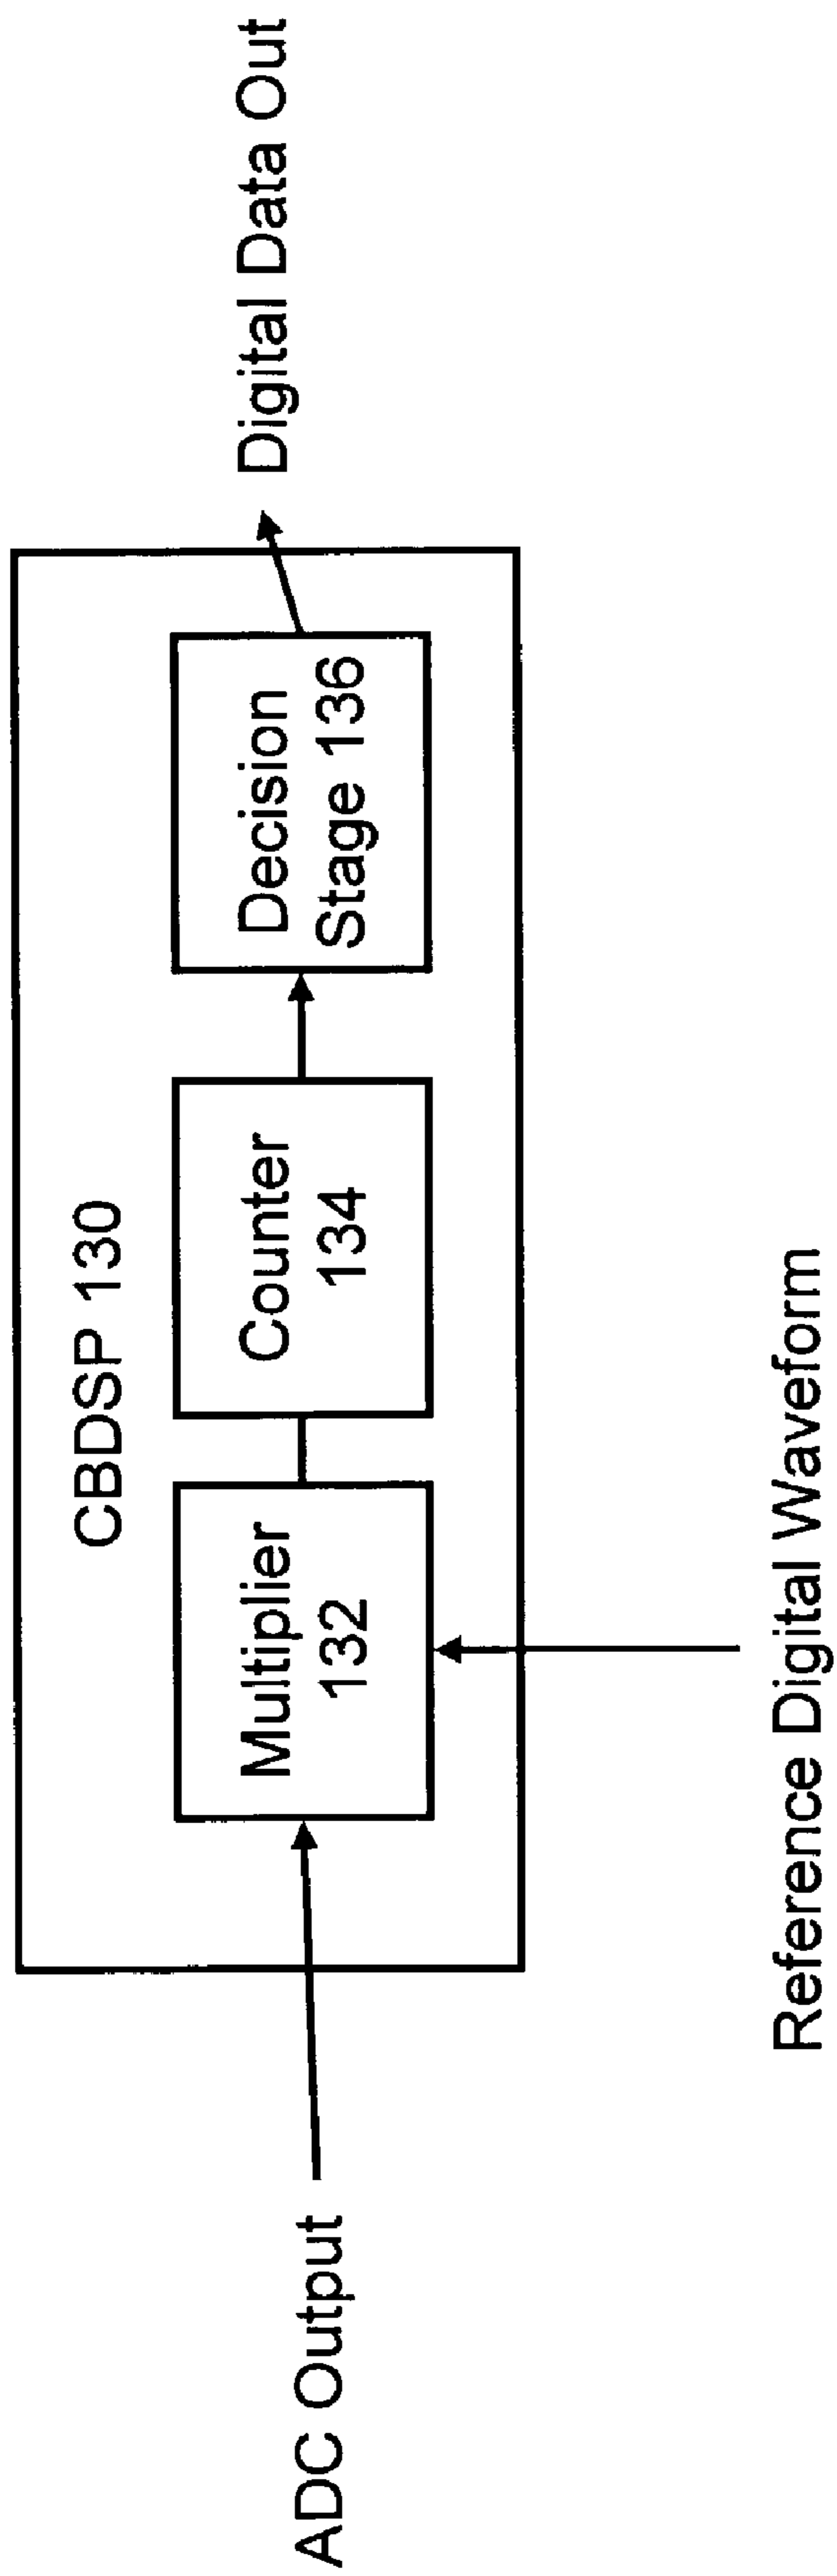 CBDSP 130
ADC Output
Multiplier
132
Counter
134
Decision
Stage 136
Digital Data Out
Reference Digital Waveform